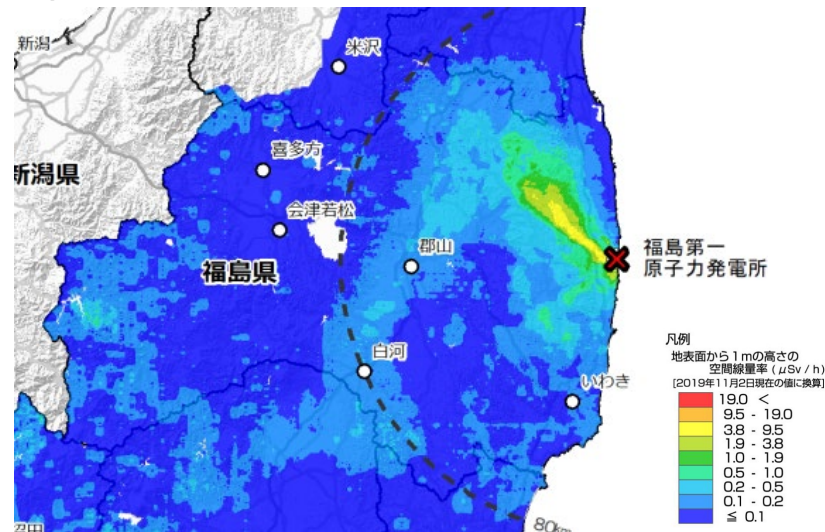 新潟
米沢
喜多方
新潟県
会津若松
郡山
福島県
福島第一
原子力発電所
白河
いわき
凡例
地表面から1mの高さの
空間線量率 (μSv / h)
[2019年11月2日現在の値に換算]
19.0 <
9.5 - 19.0
3.8 - 9.5
1.9 - 3.8
1.0 - 1.9
0.5 - 1.0
0.2 - 0.5
0.1 - 0.2
≦ 0.1
沼田
80km